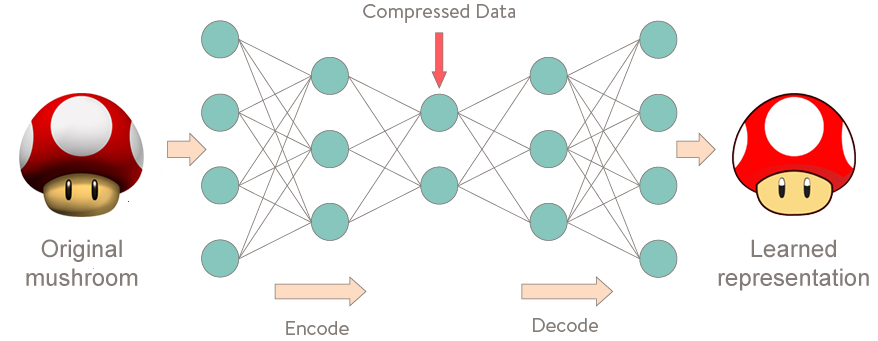 Compressed Data
Original
mushroom
Learned
representation
Encode
Decode